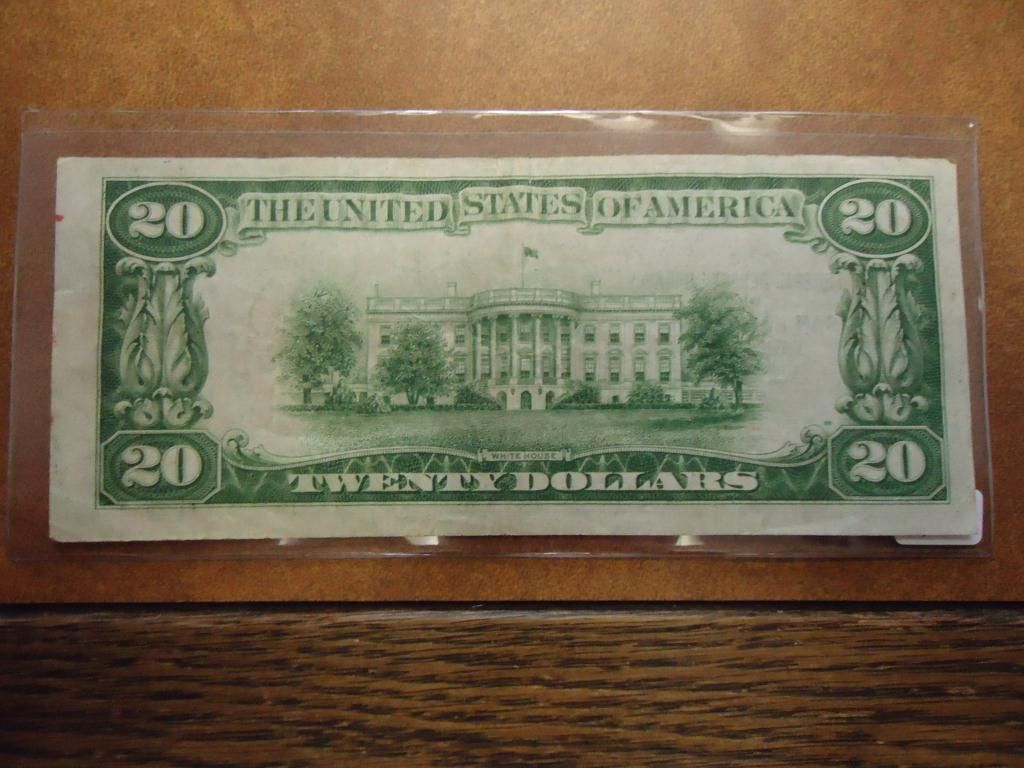 20 THE UNITED STATES OF AMERICA 20
WHITE HOUSE
20 TWENTY DOLLARS 20